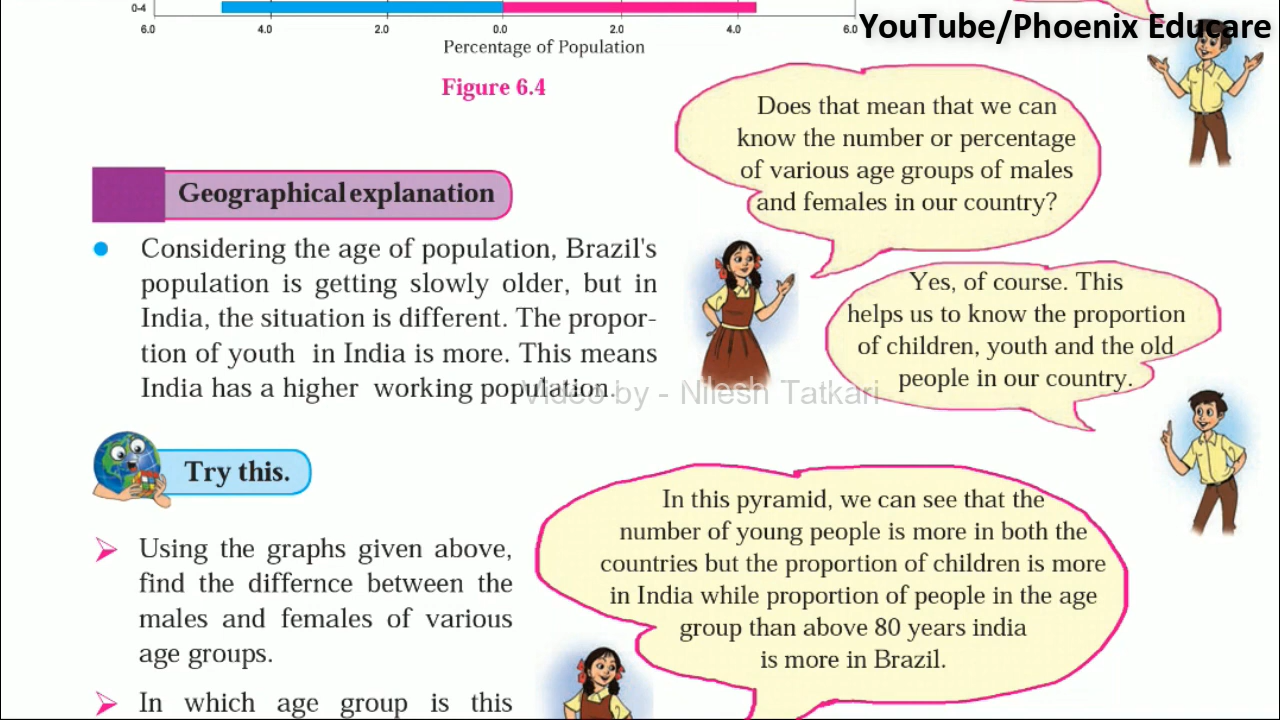 0-4
6.0 4.0 2.0 0.0 2.0 4.0 6.0
Percentage of Population
Figure 6.4
YouTube/Phoenix Educare
Does that mean that we can
know the number or percentage
of various age groups of males
and females in our country?
Geographical explanation
Considering the age of population, Brazil's
population is getting slowly older, but in
India, the situation is different. The propor-
tion of youth in India is more. This means
India has a higher working population.
Yes, of course. This
helps us to know the proportion
of children, youth and the old
people in our country.
Video by - Nilesh Tatkari
Try this.
Using the graphs given above,
find the differnce between the
males and females of various
age groups.
In which age group is this
In this pyramid, we can see that the
number of young people is more in both the
countries but the proportion of children is more
in India while proportion of people in the age
group than above 80 years india
is more in Brazil.